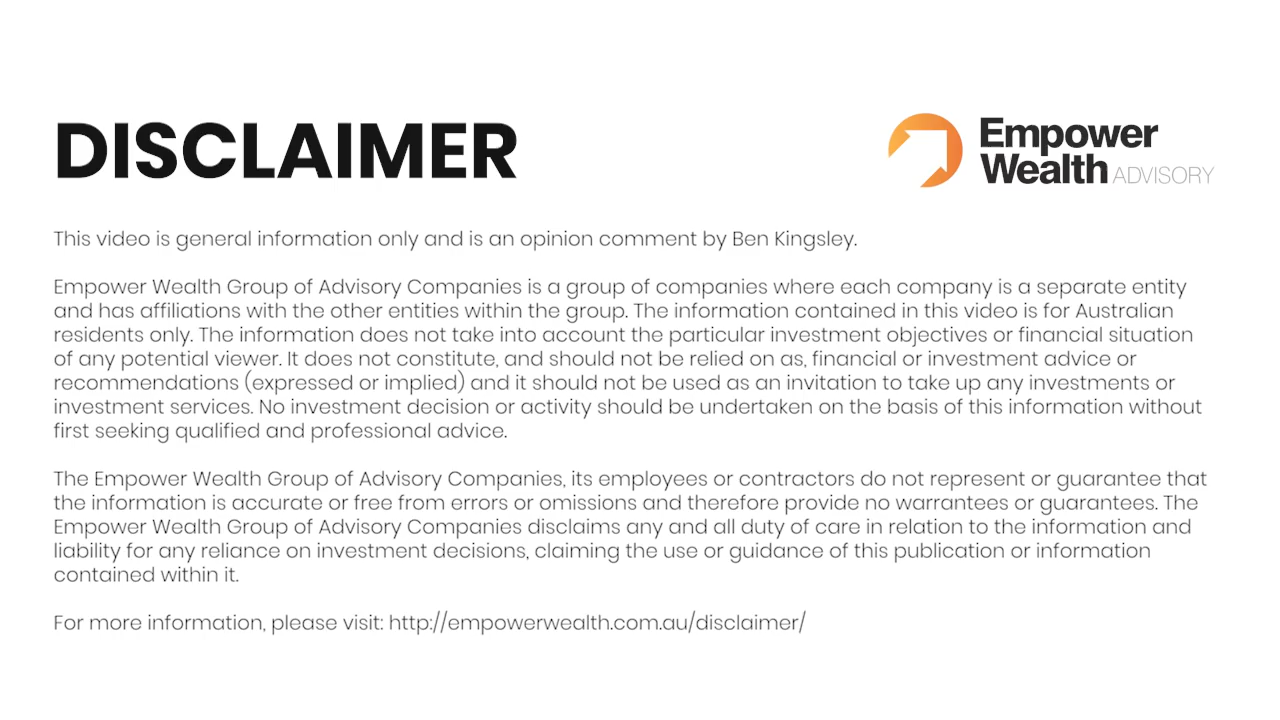 DISCLAIMER
Empower
Wealth ADVISORY
This video is general information only and is an opinion comment by Ben Kingsley.
Empower Wealth Group of Advisory Companies is a group of companies where each company is a separate entity
and has affiliations with the other entities within the group. The information contained in this video is for Australian
residents only. The information does not take into account the particular investment objectives or financial situation
of any potential viewer. It does not constitute, and should not be relied on as, financial or investment advice or
recommendations (expressed or implied) and it should not be used as an invitation to take up any investments or
investment services. No investment decision or activity should be undertaken on the basis of this information without
first seeking qualified and professional advice.
The Empower Wealth Group of Advisory Companies, its employees or contractors do not represent or guarantee that
the information is accurate or free from errors or omissions and therefore provide no warrantees or guarantees. The
Empower Wealth Group of Advisory Companies disclaims any and all duty of care in relation to the information and
liability for any reliance on investment decisions, claiming the use or guidance of this publication or information
contained within it.
For more information, please visit: http://empowerwealth.com.au/disclaimer/